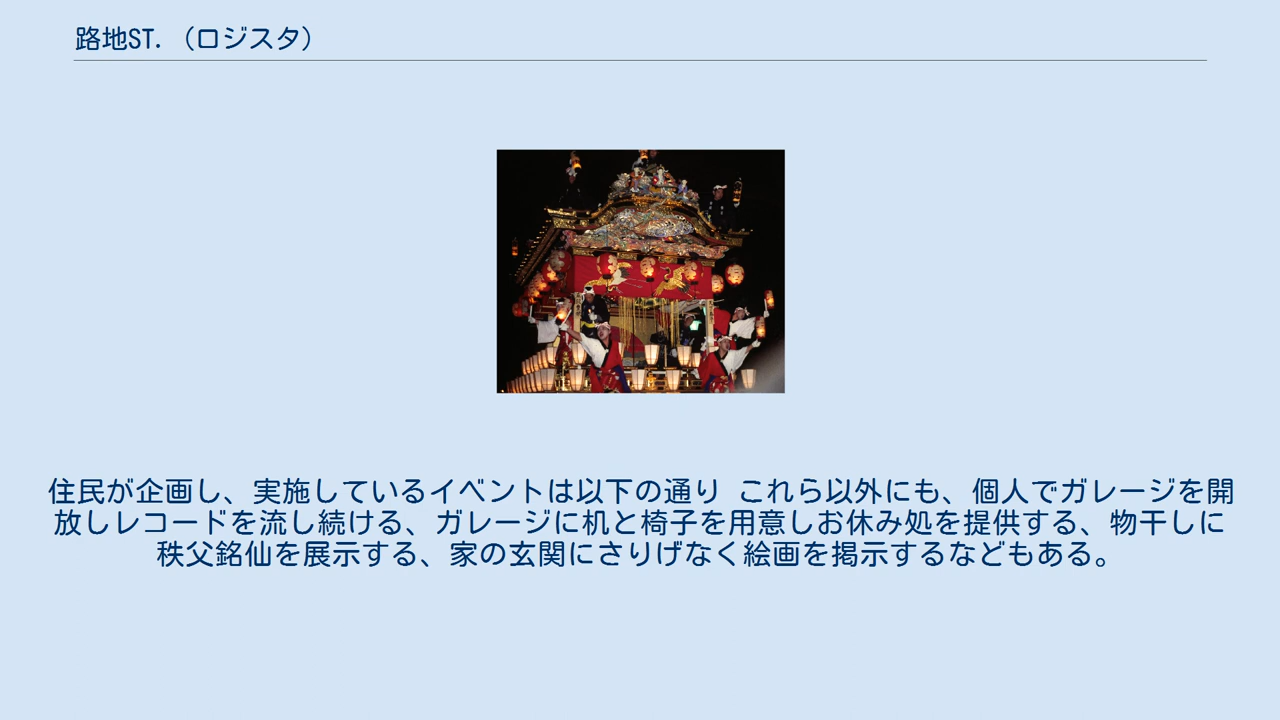 路地ST.（ロジスタ）
住民が企画し、実施しているイベントは以下の通り これら以外にも、個人でガレージを開
放しレコードを流し続ける、ガレージに机と椅子を用意しお休み処を提供する、物干しに
秩父銘仙を展示する、家の玄関にさりげなく絵画を掲示するなどもある。